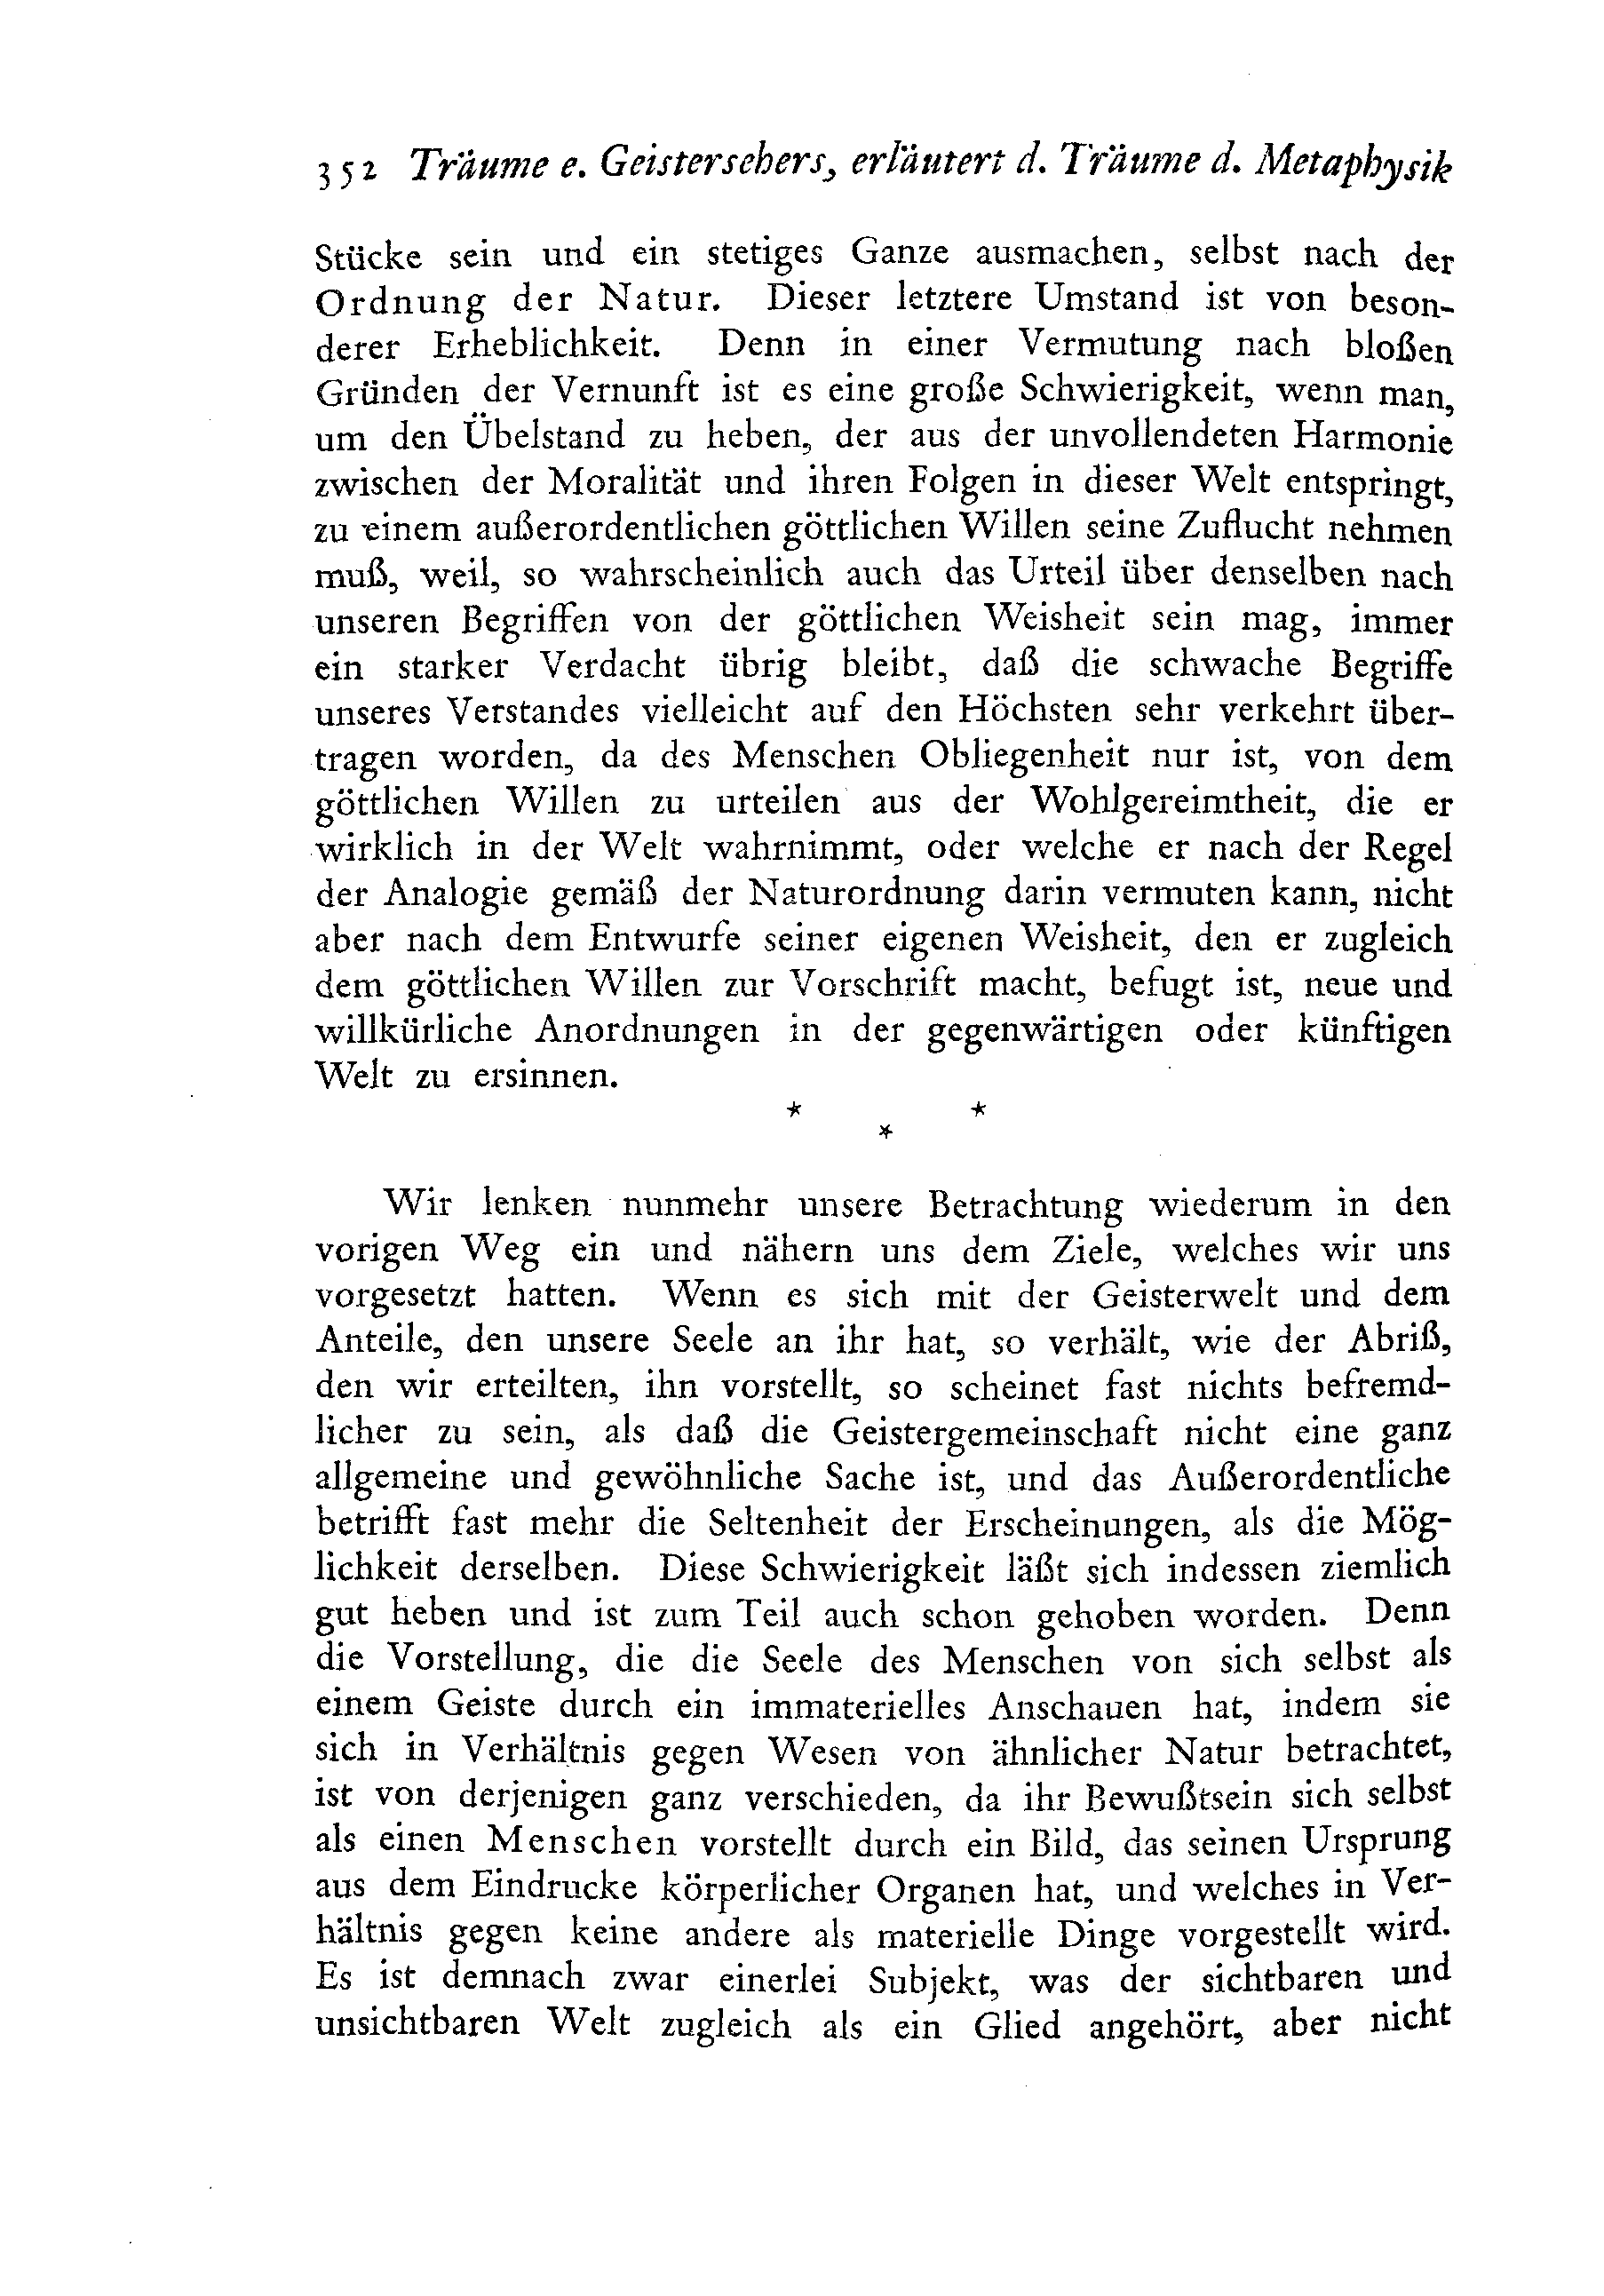 352 Träume e. Geistersehers, erläutert d. Träume d. Metaphysik
Stücke sein und ein stetiges Ganze ausmachen, selbst nach der
Ordnung der Natur. Dieser letztere Umstand ist von beson-
derer Erheblichkeit. Denn in einer Vermutung nach bloßen
Gründen der Vernunft ist es eine große Schwierigkeit, wenn man,
um den Übelstand zu heben, der aus der unvollendeten Harmonie
zwischen der Moralität und ihren Folgen in dieser Welt entspringt,
zu einem außerordentlichen göttlichen Willen seine Zuflucht nehmen
muß, weil, so wahrscheinlich auch das Urteil über denselben nach
unseren Begriffen von der göttlichen Weisheit sein mag, immer
ein starker Verdacht übrig bleibt, daß die schwache Begriffe
unseres Verstandes vielleicht auf den Höchsten sehr verkehrt über-
tragen worden, da des Menschen Obliegenheit nur ist, von dem
göttlichen Willen zu urteilen aus der Wohlgereimtheit, die er
wirklich in der Welt wahrnimmt, oder welche er nach der Regel
der Analogie gemäß der Naturordnung darin vermuten kann, nicht
aber nach dem Entwurfe seiner eigenen Weisheit, den er zugleich
dem göttlichen Willen zur Vorschrift macht, befugt ist, neue und
willkürliche Anordnungen in der gegenwärtigen oder künftigen
Welt zu ersinnen.
* * *
Wir lenken nunmehr unsere Betrachtung wiederum in den
vorigen Weg ein und nähern uns dem Ziele, welches wir uns
vorgesetzt hatten. Wenn es sich mit der Geisterwelt und dem
Anteile, den unsere Seele an ihr hat, so verhält, wie der Abriß,
den wir erteilten, ihn vorstellt, so scheinet fast nichts befremd-
licher zu sein, als daß die Geistergemeinschaft nicht eine ganz
allgemeine und gewöhnliche Sache ist, und das Außerordentliche
betrifft fast mehr die Seltenheit der Erscheinungen, als die Mög-
lichkeit derselben. Diese Schwierigkeit läßt sich indessen ziemlich
gut heben und ist zum Teil auch schon gehoben worden. Denn
die Vorstellung, die die Seele des Menschen von sich selbst als
einem Geiste durch ein immaterielles Anschauen hat, indem sie
sich in Verhältnis gegen Wesen von ähnlicher Natur betrachtet,
ist von derjenigen ganz verschieden, da ihr Bewußtsein sich selbst
als einen Menschen vorstellt durch ein Bild, das seinen Ursprung
aus dem Eindrucke körperlicher Organen hat, und welches in Ver-
hältnis gegen keine andere als materielle Dinge vorgestellt wird.
Es ist demnach zwar einerlei Subjekt, was der sichtbaren und
unsichtbaren Welt zugleich als ein Glied angehört, aber nicht